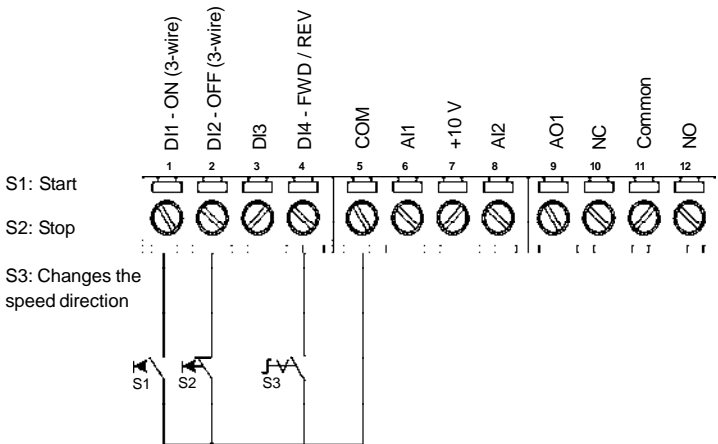 DI1 - ON (3-wire)
DI2 - OFF (3-wire)
DI3
DI4 - FWD / REV
COM
AI1
+10 V
AI2
AO1
NC
Common
NO
1 2 3 4 5 6 7 8 9 10 11 12
S1: Start
S2: Stop
S3: Changes the
speed direction
S1 S2 S3